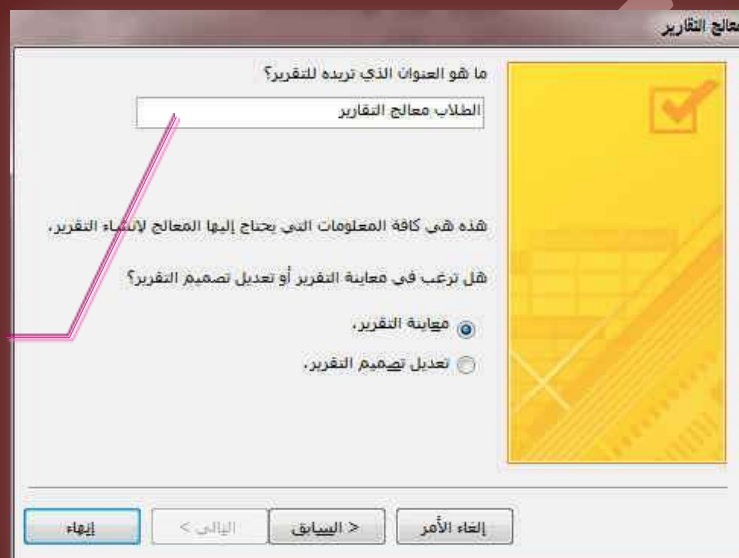 معالج التقارير
ما هو العنوان الذي تريده للتقرير؟
الطلاب معالج التقارير
هذه هي كافة المعلومات التي يحتاج إليها المعالج لإنشاء التقرير.
هل ترغب في معاينة التقرير أو تعديل تصميم التقرير؟
معاينة التقرير.
تعديل تصميم التقرير.
إلغاء الأمر < السابق التالي > إنهاء